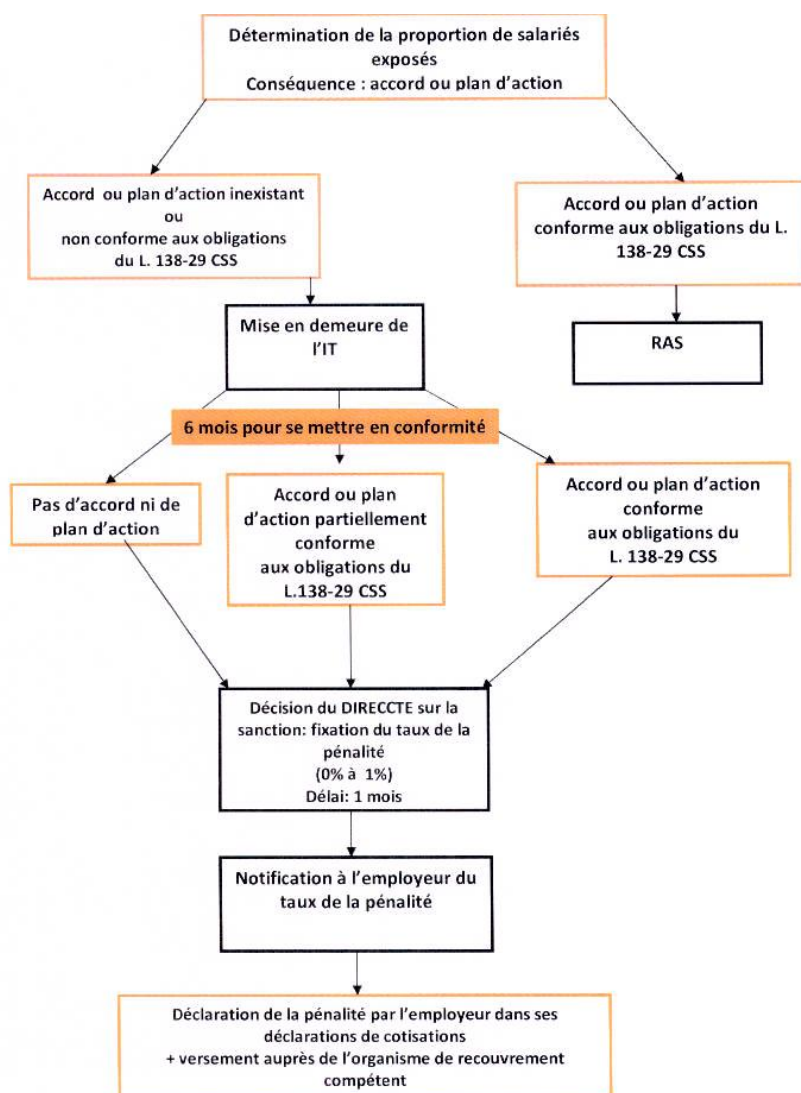 Détermination de la proportion de salariés
exposés
Conséquence : accord ou plan d'action
Accord ou plan d'action inexistant
ou
non conforme aux obligations
du L. 138-29 CSS
Accord ou plan d'action
conforme aux obligations du L.
138-29 CSS
Mise en demeure de
l'IT
RAS
6 mois pour se mettre en conformité
Pas d'accord ni de
plan d'action
Accord ou plan
d'action partiellement
conforme
aux obligations du
L.138-29 CSS
Accord ou plan d'action
conforme
aux obligations du
L. 138-29 CSS
Décision du DIRECCTE sur la
sanction: fixation du taux de la
pénalité
(0% à 1%)
Délai: 1 mois
Notification à l'employeur du
taux de la pénalité
Déclaration de la pénalité par l'employeur dans ses
déclarations de cotisations
+ versement auprès de l'organisme de recouvrement
compétent